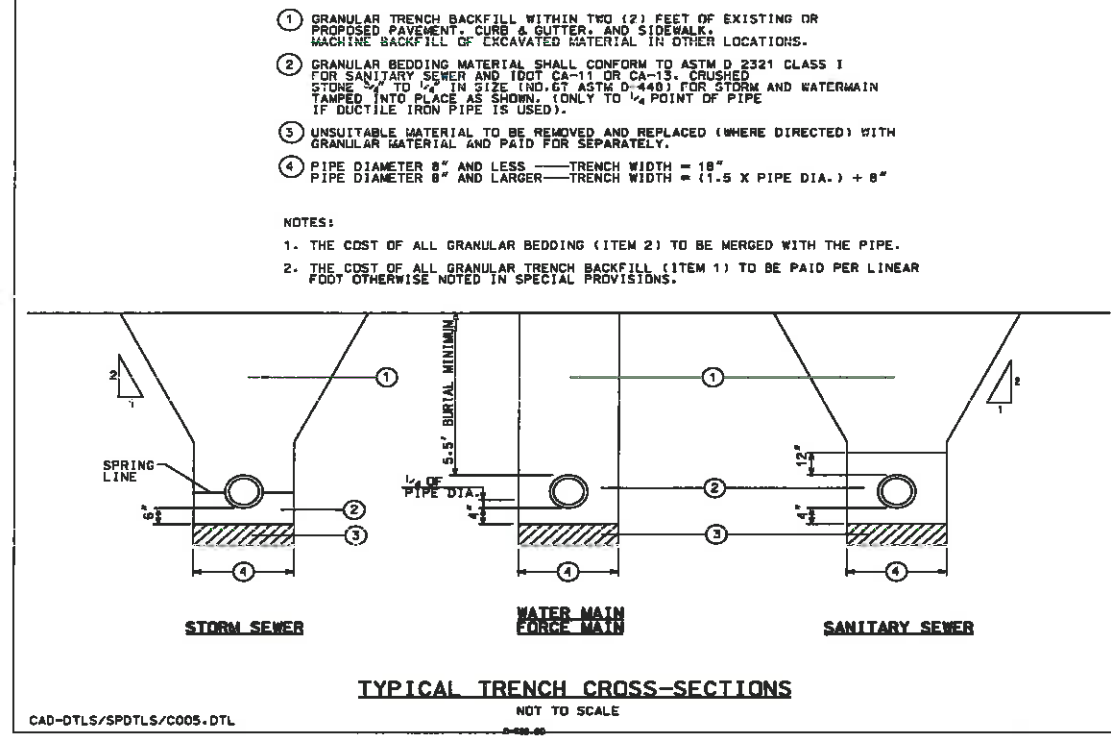 1 GRANULAR TRENCH BACKFILL WITHIN TWO (2) FEET OF EXISTING OR
PROPOSED PAVEMENT, CURB & GUTTER, AND SIDEWALK.
MACHINE BACKFILL OF EXCAVATED MATERIAL IN OTHER LOCATIONS.
2 GRANULAR BEDDING MATERIAL SHALL CONFORM TO ASTM D 2321 CLASS I
FOR SANITARY SEWER AND IDOT CA-11 OR CA-13. CRUSHED
STONE 3/4" TO 1/4" IN SIZE (NO.67 ASTM D-448) FOR STORM AND WATERMAIN
TAMPED INTO PLACE AS SHOWN. (ONLY TO 1/4 POINT OF PIPE
IF DUCTILE IRON PIPE IS USED).
3 UNSUITABLE MATERIAL TO BE REMOVED AND REPLACED (WHERE DIRECTED) WITH
GRANULAR MATERIAL AND PAID FOR SEPARATELY.
4 PIPE DIAMETER 8" AND LESS ——TRENCH WIDTH = 18"
PIPE DIAMETER 8" AND LARGER——TRENCH WIDTH = (1.5 X PIPE DIA.) + 8"
NOTES:
1. THE COST OF ALL GRANULAR BEDDING (ITEM 2) TO BE MERGED WITH THE PIPE.
2. THE COST OF ALL GRANULAR TRENCH BACKFILL (ITEM 1) TO BE PAID PER LINEAR
FOOT OTHERWISE NOTED IN SPECIAL PROVISIONS.
2
1
1
5.5' BURIAL MINIMUM
1
2
1
SPRING
LINE
6"
2
3
1/4 OF
PIPE DIA.
4"
2
3
12"
4"
4
4
4
STORM SEWER
WATER MAIN
FORCE MAIN
SANITARY SEWER
TYPICAL TRENCH CROSS-SECTIONS
NOT TO SCALE
CAD-DTLS/SPDTLS/C005.DTL